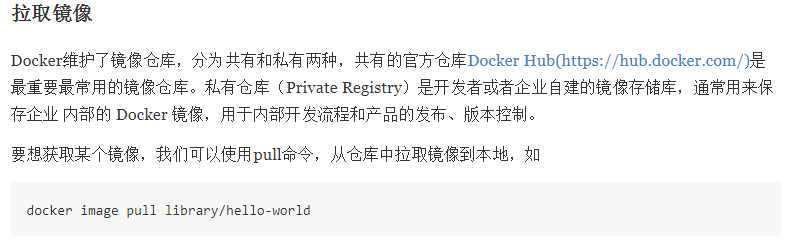 拉取镜像
Docker维护了镜像仓库，分为共有和私有两种，共有的官方仓库Docker Hub(https://hub.docker.com/)是
最重要最常用的镜像仓库。私有仓库（Private Registry）是开发者或者企业自建的镜像存储库，通常用来保
存企业 内部的 Docker 镜像，用于内部开发流程和产品的发布、版本控制。
要想获取某个镜像，我们可以使用pull命令，从仓库中拉取镜像到本地，如
docker image pull library/hello-world